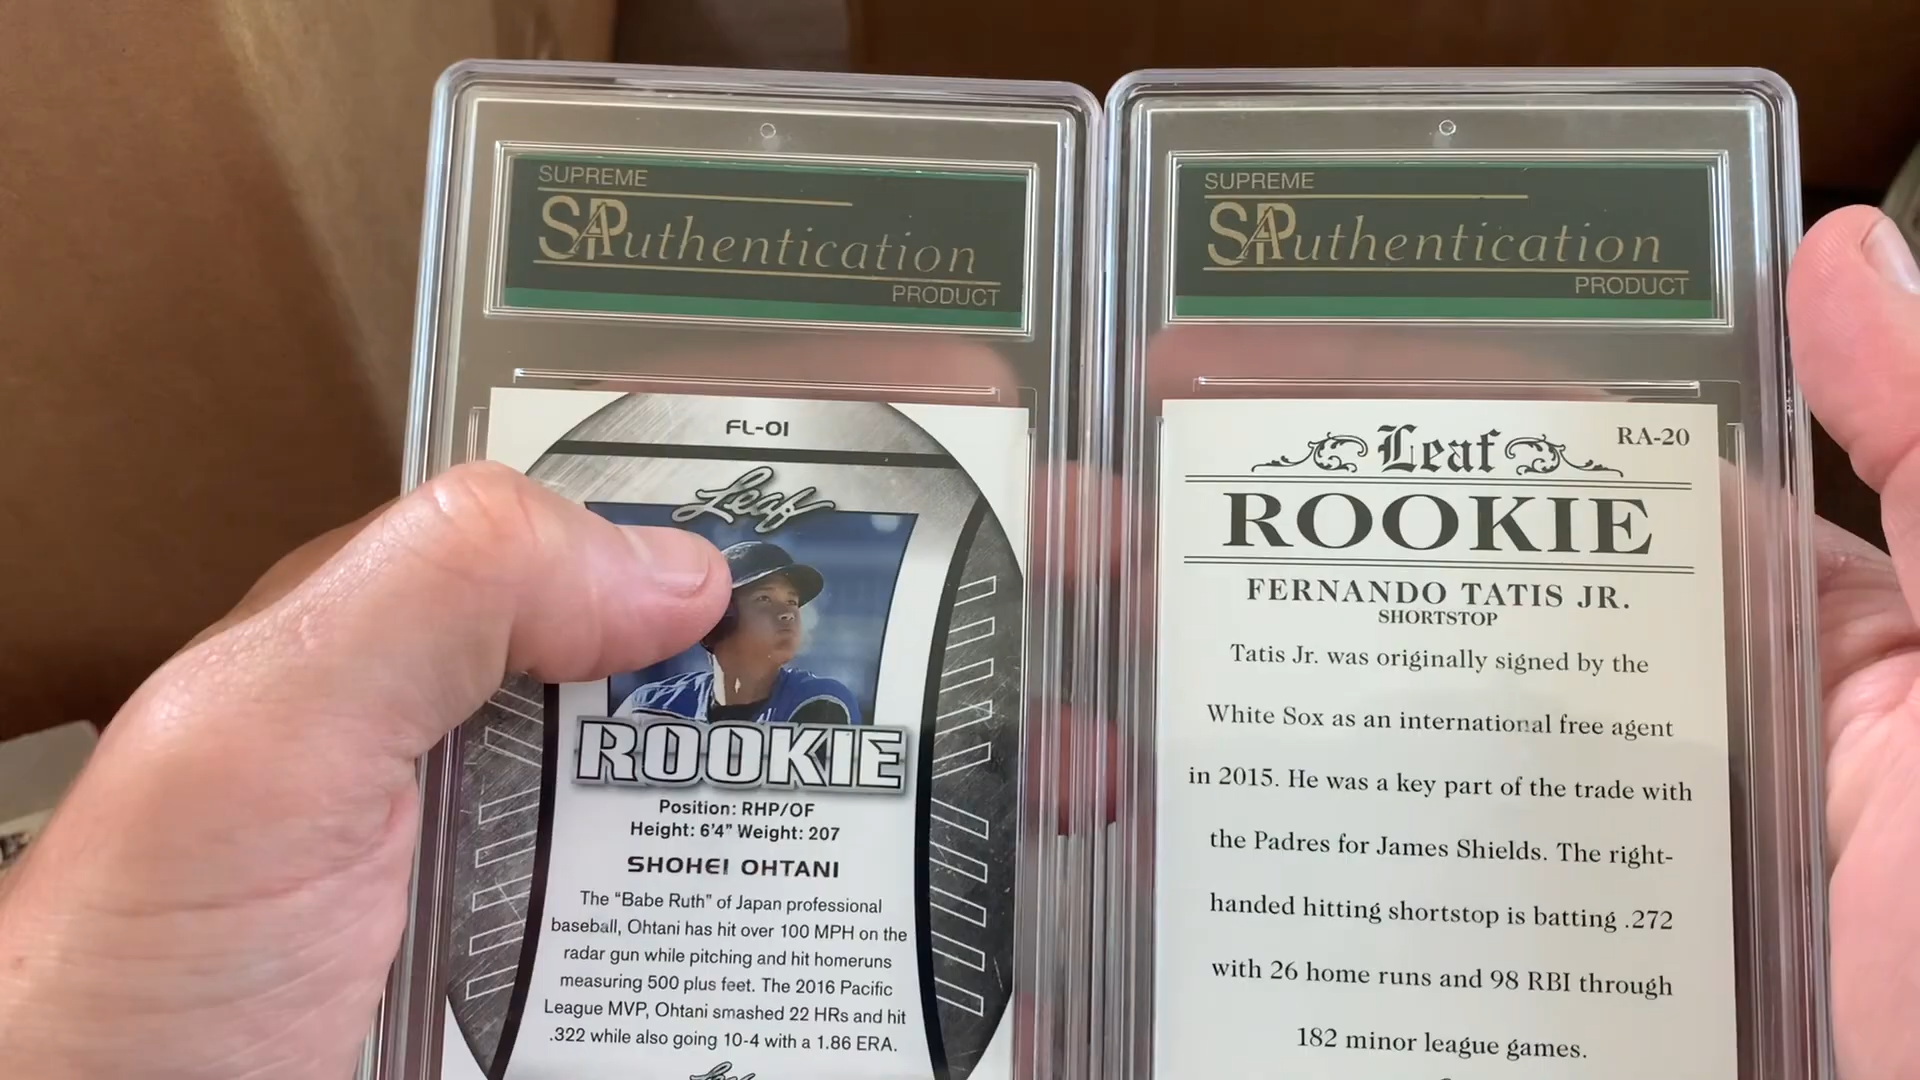 SUPREME
SPAuthentication
PRODUCT
FL-01
Leaf
ROOKIE
Position: RHP/OF
Height: 6'4" Weight: 207
SHOHEI OHTANI
The "Babe Ruth" of Japan professional
baseball, Ohtani has hit over 100 MPH on the
radar gun while pitching and hit homeruns
measuring 500 plus feet. The 2016 Pacific
League MVP, Ohtani smashed 22 HRs and hit
.322 while also going 10-4 with a 1.86 ERA.
SUPREME
SPAuthentication
PRODUCT
Leaf
RA-20
ROOKIE
FERNANDO TATIS JR.
SHORTSTOP
Tatis Jr. was originally signed by the
White Sox as an international free agent
in 2015. He was a key part of the trade with
the Padres for James Shields. The right-
handed hitting shortstop is batting .272
with 26 home runs and 98 RBI through
182 minor league games.